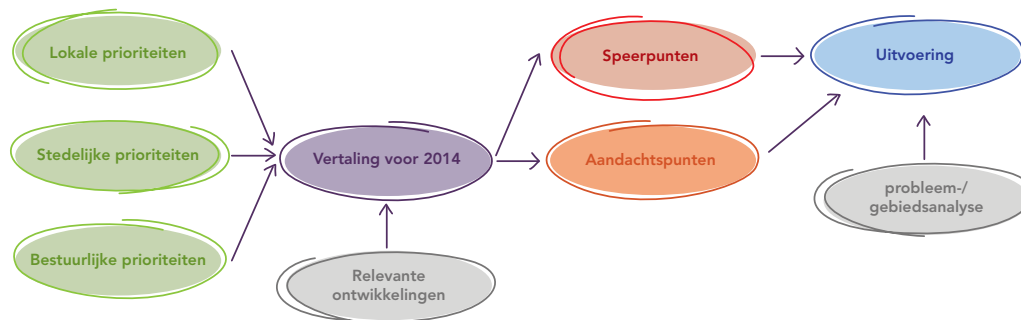 Lokale prioriteiten
Stedelijke prioriteiten
Bestuurlijke prioriteiten
Vertaling voor 2014
Relevante
ontwikkelingen
Speerpunten
Aandachtspunten
Uitvoering
probleem-/
gebiedsanalyse